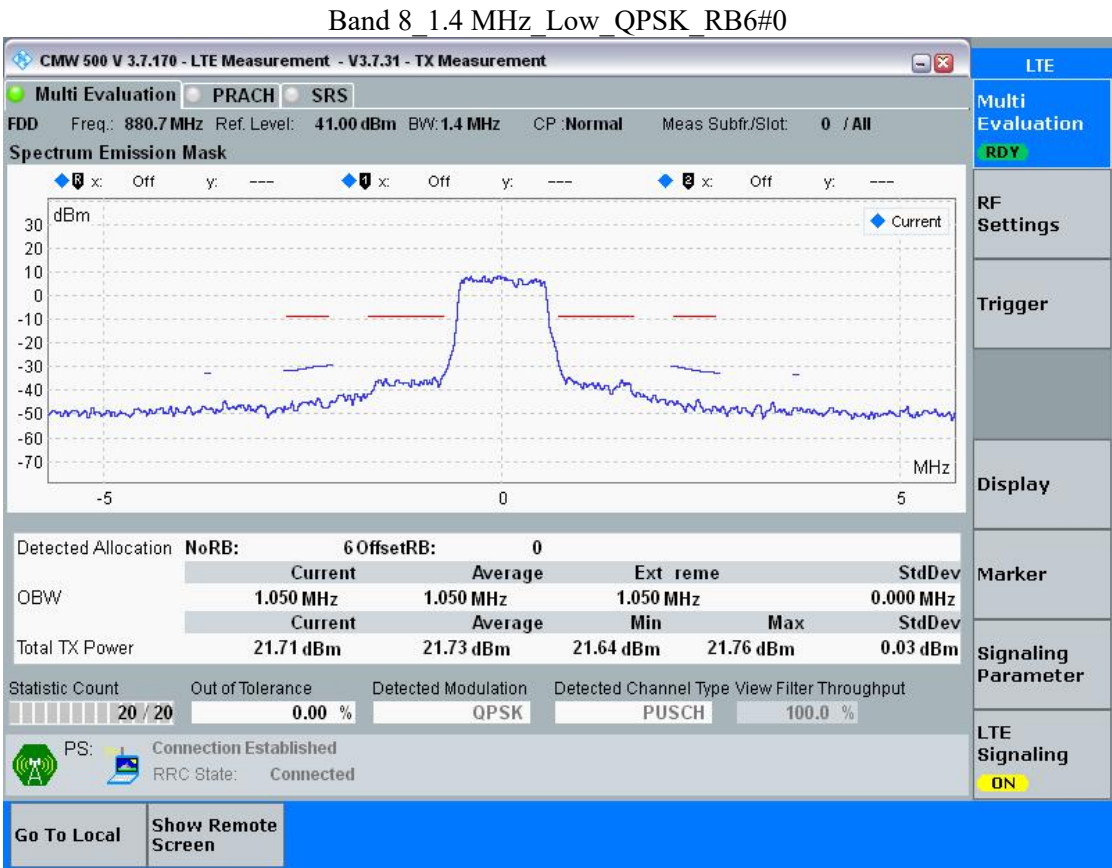 Band 8_1.4 MHz_Low_QPSK_RB6#0
CMW 500 V 3.7.170 - LTE Measurement - V3.7.31 - TX Measurement
LTE
Multi Evaluation PRACH SRS
Multi
Evaluation
RDY
FDD Freq.: 880.7 MHz Ref. Level: 41.00 dBm BW: 1.4 MHz CP :Normal Meas Subfr./Slot: 0 / All
Spectrum Emission Mask
R x: Off y: --- 1 x: Off y: --- 2 x: Off y: ---
dBm
Current
30
20
10
0
-10
-20
-30
-40
-50
-60
-70
MHz
-5 0 5
RF
Settings
Trigger
Display
Marker
Signaling
Parameter
LTE
Signaling
ON
Detected Allocation NoRB: 6 OffsetRB: 0
Current Average Ext reme StdDev
OBW 1.050 MHz 1.050 MHz 1.050 MHz 0.000 MHz
Current Average Min Max StdDev
Total TX Power 21.71 dBm 21.73 dBm 21.64 dBm 21.76 dBm 0.03 dBm
Statistic Count Out of Tolerance Detected Modulation Detected Channel Type View Filter Throughput
20 / 20 0.00 % QPSK PUSCH 100.0 %
PS: Connection Established
RRC State: Connected
Go To Local
Show Remote
Screen